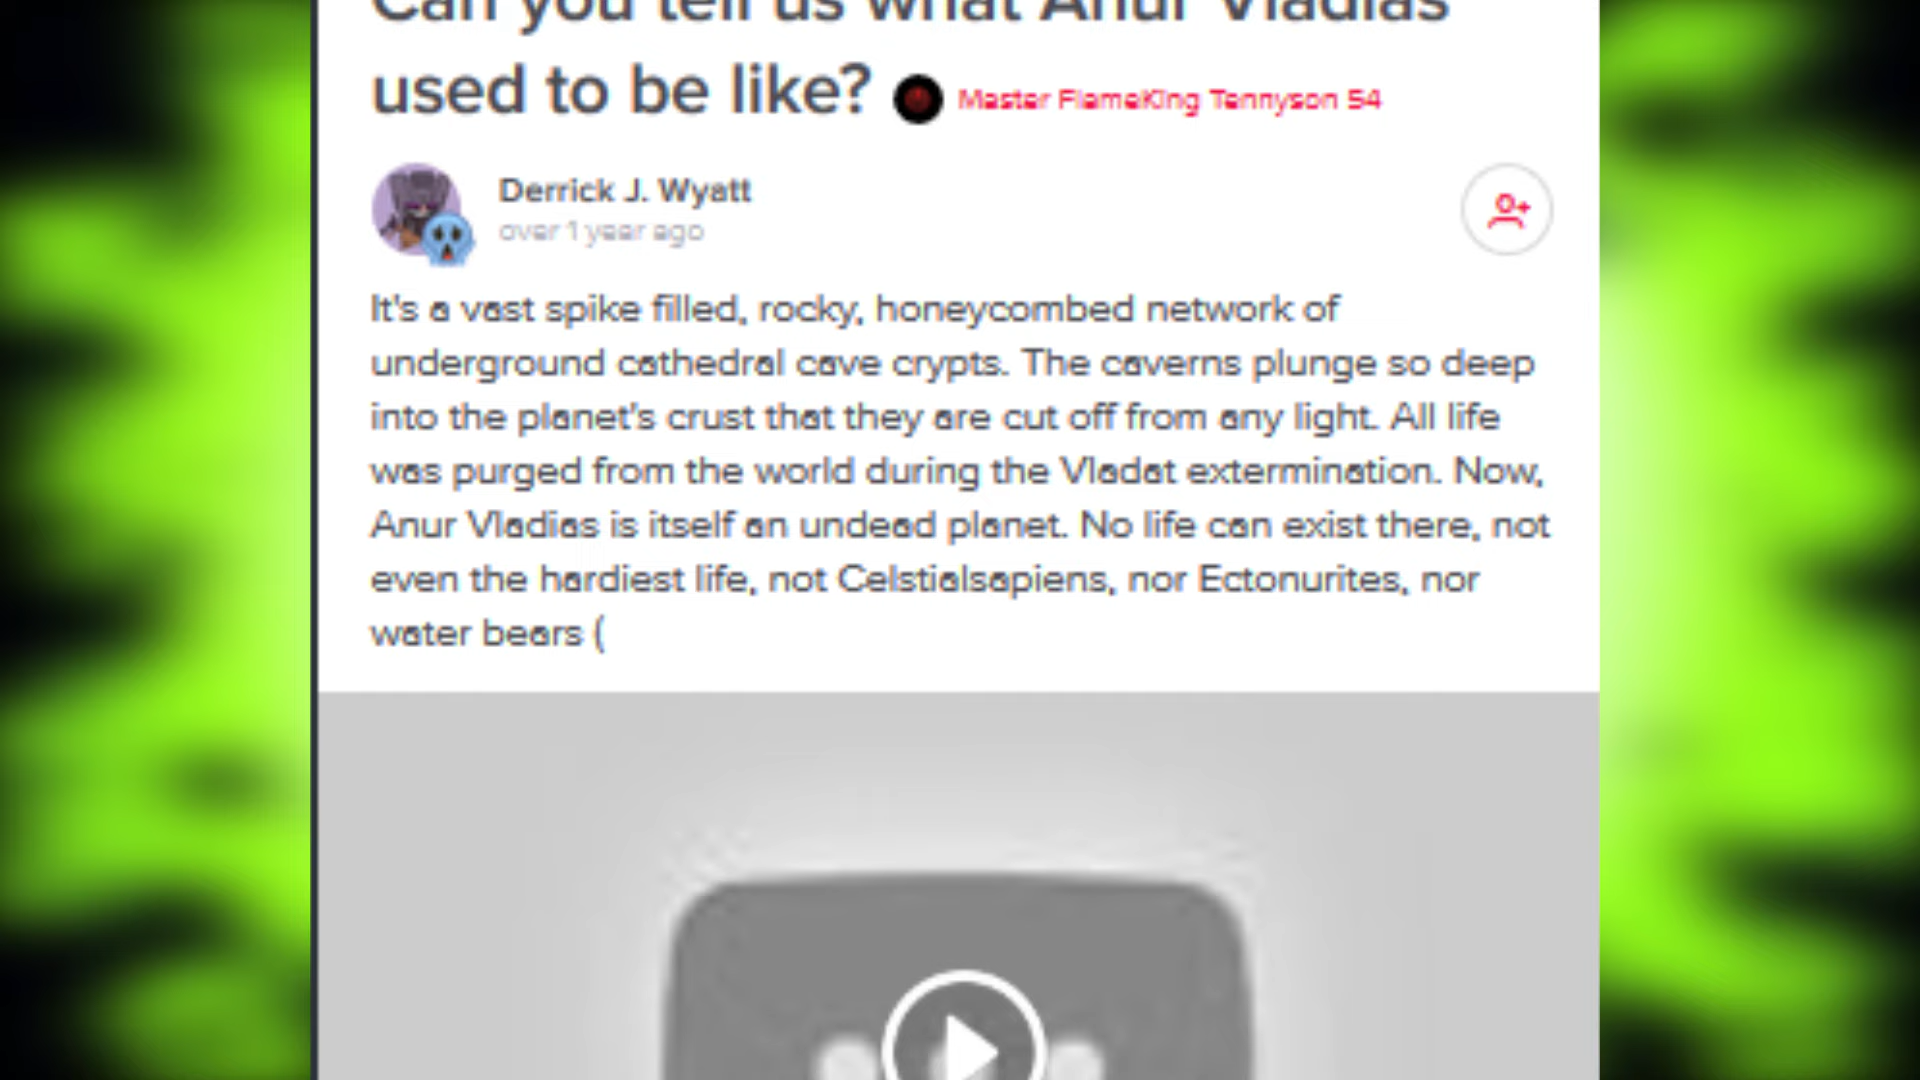 Can you tell us what Anur Vladias
used to be like? Master FlameKing Tennyson 54
Derrick J. Wyatt
over 1 year ago
It's a vast spike filled, rocky, honeycombed network of
underground cathedral cave crypts. The caverns plunge so deep
into the planet's crust that they are cut off from any light. All life
was purged from the world during the Vladat extermination. Now,
Anur Vladias is itself an undead planet. No life can exist there, not
even the hardiest life, not Celstialsapiens, nor Ectonurites, nor
water bears (